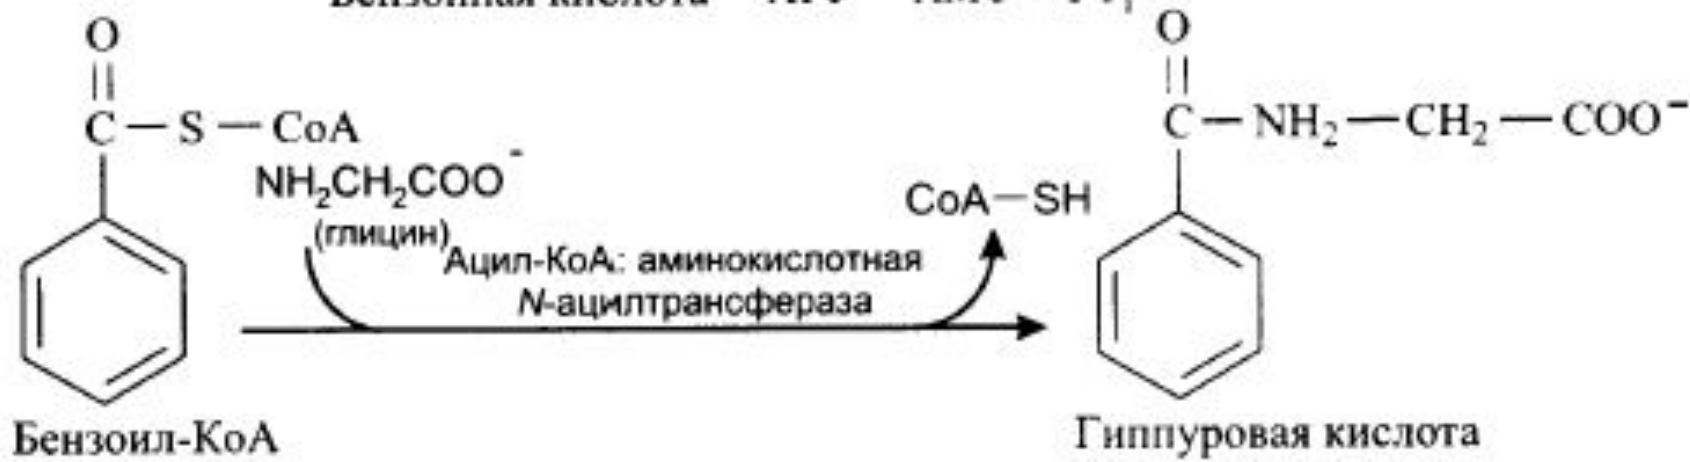 O
C—S—CoA
NH₂CH₂COO⁻
(глицин)
Ацил-КоА: аминокислотная
N-ацилтрансфераза
CoA—SH
O
C—NH₂—CH₂—COO⁻
Бензоил-КоА
Гиппуровая кислота